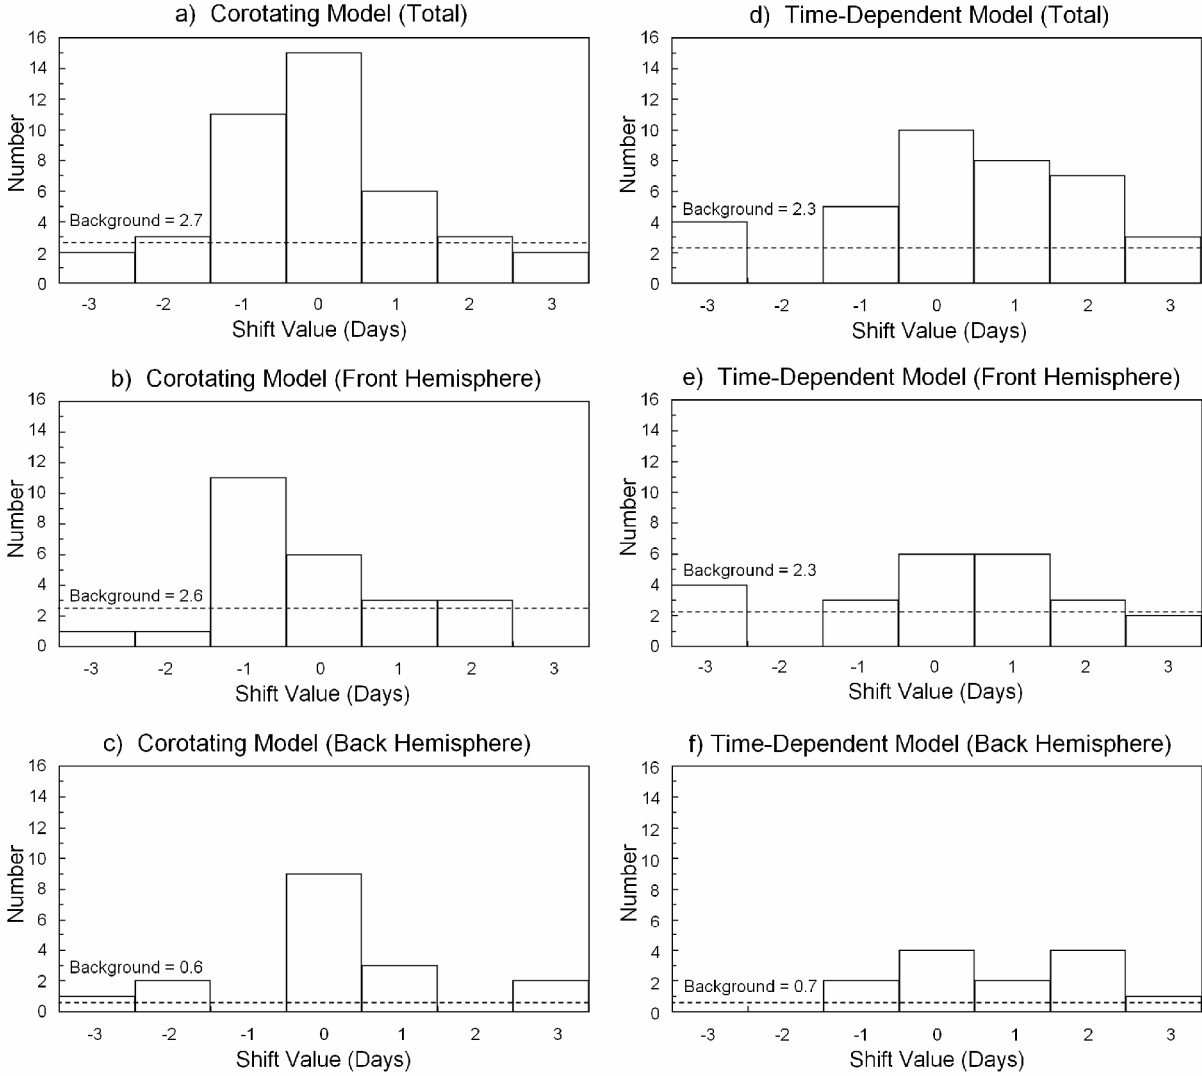 a) Corotating Model (Total)
16
14
12
10
8
6
4
2
0
Number
Background = 2.7
-3 -2 -1 0 1 2 3
Shift Value (Days)
d) Time-Dependent Model (Total)
16
14
12
10
8
6
4
2
0
Number
Background = 2.3
-3 -2 -1 0 1 2 3
Shift Value (Days)
b) Corotating Model (Front Hemisphere)
16
14
12
10
8
6
4
2
0
Number
Background = 2.6
-3 -2 -1 0 1 2 3
Shift Value (Days)
e) Time-Dependent Model (Front Hemisphere)
16
14
12
10
8
6
4
2
0
Number
Background = 2.3
-3 -2 -1 0 1 2 3
Shift Value (Days)
c) Corotating Model (Back Hemisphere)
16
14
12
10
8
6
4
2
0
Number
Background = 0.6
-3 -2 -1 0 1 2 3
Shift Value (Days)
f) Time-Dependent Model (Back Hemisphere)
16
14
12
10
8
6
4
2
0
Number
Background = 0.7
-3 -2 -1 0 1 2 3
Shift Value (Days)